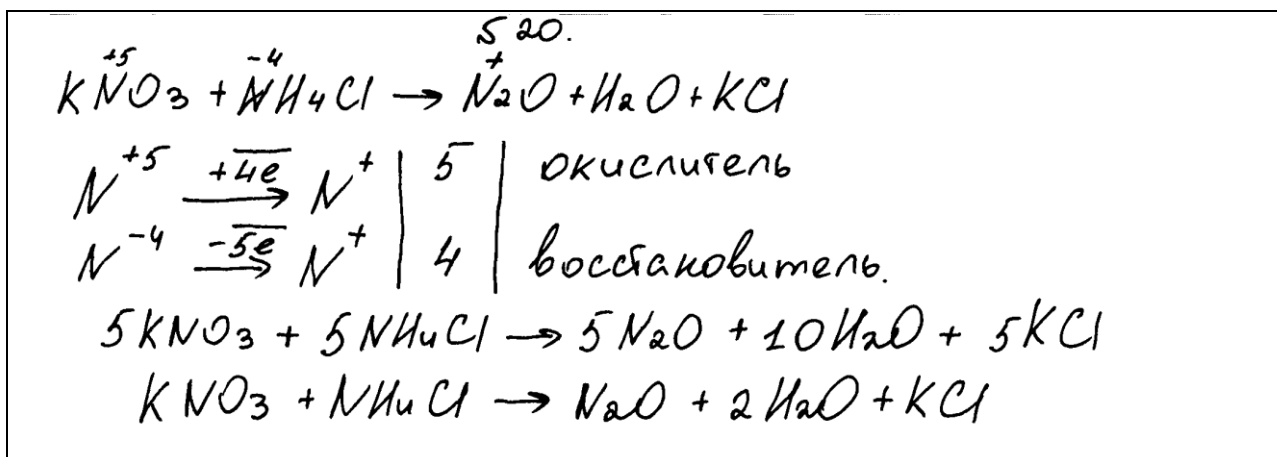 520.
+5 -4 +
KNO3 + NH4Cl → N2O + H2O + KCl
N+5 +4e → N+ | 5 | окислитель
N-4 -5e → N+ | 4 | восстановитель.
5KNO3 + 5NH4Cl → 5N2O + 10H2O + 5KCl
KNO3 + NH4Cl → N2O + 2H2O + KCl